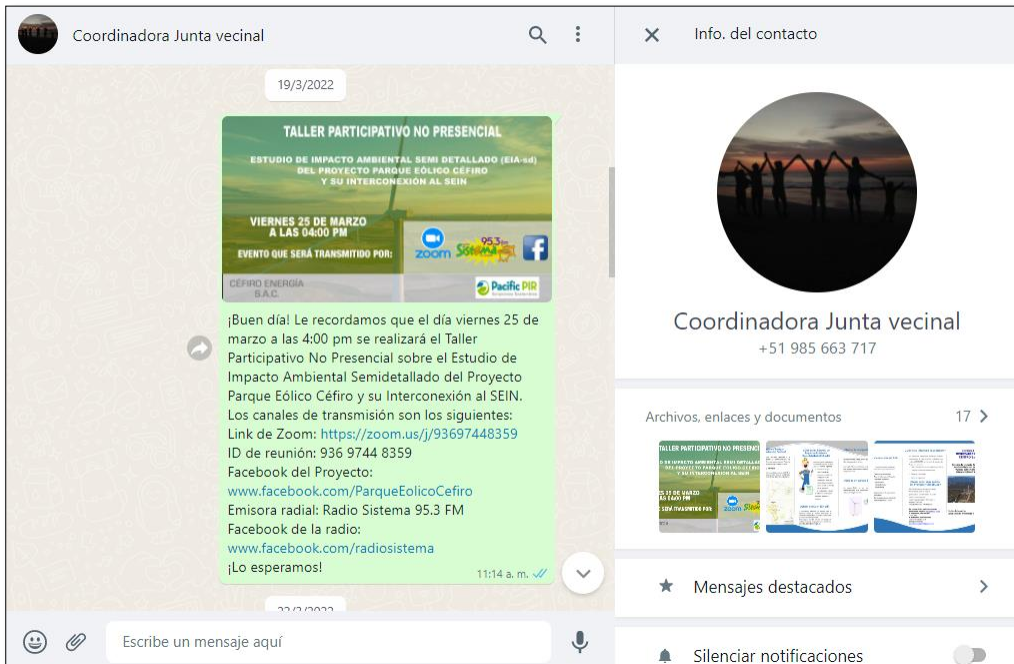 Coordinadora Junta vecinal
19/3/2022
TALLER PARTICIPATIVO NO PRESENCIAL
ESTUDIO DE IMPACTO AMBIENTAL SEMI DETALLADO (EIA-sd)
DEL PROYECTO PARQUE EÓLICO CÉFIRO
Y SU INTERCONEXIÓN AL SEIN
VIERNES 25 DE MARZO
A LAS 04:00 PM
EVENTO QUE SERÁ TRANSMITIDO POR:
zoom
95.3 fm
Sistema
f
CÉFIRO ENERGÍA
S.A.C.
Pacific PIR
¡Buen día! Le recordamos que el día viernes 25 de
marzo a las 4:00 pm se realizará el Taller
Participativo No Presencial sobre el Estudio de
Impacto Ambiental Semidetallado del Proyecto
Parque Eólico Céfiro y su Interconexión al SEIN.
Los canales de transmisión son los siguientes:
Link de Zoom: https://zoom.us/j/93697448359
ID de reunión: 936 9744 8359
Facebook del Proyecto:
www.facebook.com/ParqueEolicoCefiro
Emisora radial: Radio Sistema 95.3 FM
Facebook de la radio:
www.facebook.com/radiosistema
¡Lo esperamos!
11:14 a. m.
Escribe un mensaje aquí
Info. del contacto
Coordinadora Junta vecinal
+51 985 663 717
Archivos, enlaces y documentos
17
Mensajes destacados
Silenciar notificaciones